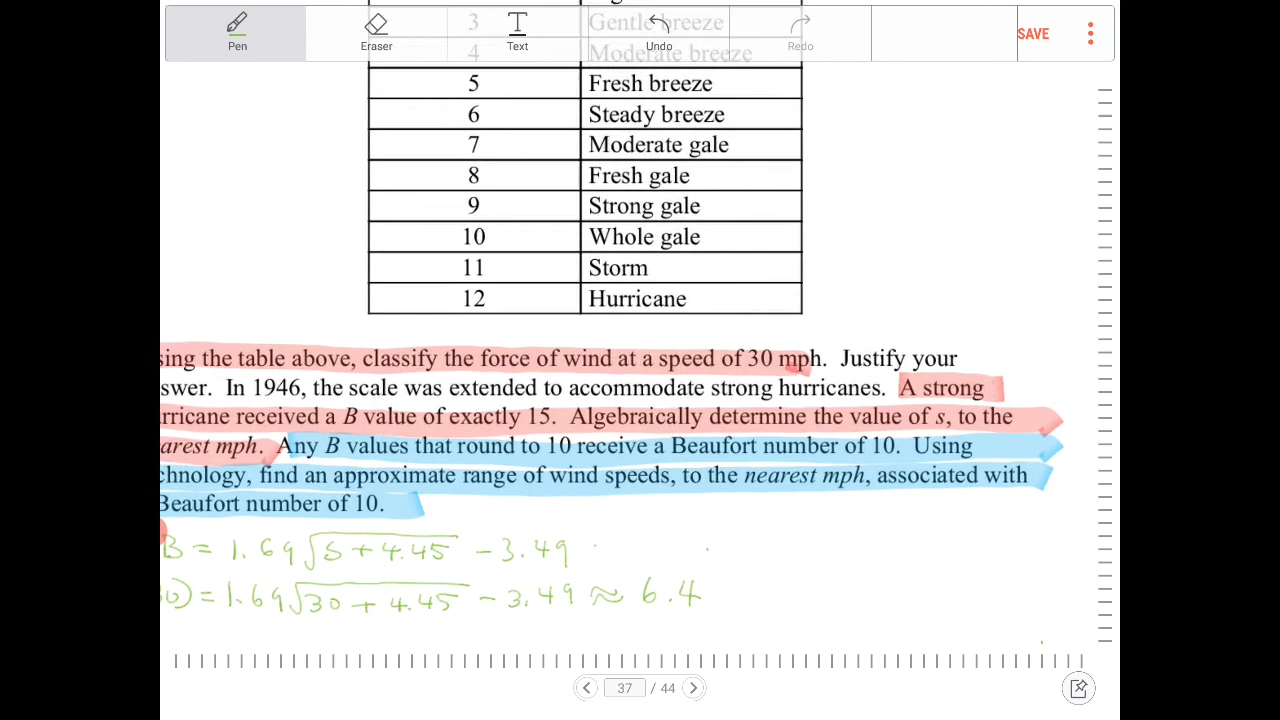 Pen Eraser Text Undo Redo SAVE
3 Gentle breeze
4 Moderate breeze
5 Fresh breeze
6 Steady breeze
7 Moderate gale
8 Fresh gale
9 Strong gale
10 Whole gale
11 Storm
12 Hurricane
sing the table above, classify the force of wind at a speed of 30 mph. Justify your
swer. In 1946, the scale was extended to accommodate strong hurricanes. A strong
rricane received a B value of exactly 15. Algebraically determine the value of s, to the
arest mph. Any B values that round to 10 receive a Beaufort number of 10. Using
chnology, find an approximate range of wind speeds, to the nearest mph, associated with
Beaufort number of 10.
B = 1.69√(s + 4.45) - 3.49
0) = 1.69√(30 + 4.45) - 3.49 ≈ 6.4
37 / 44